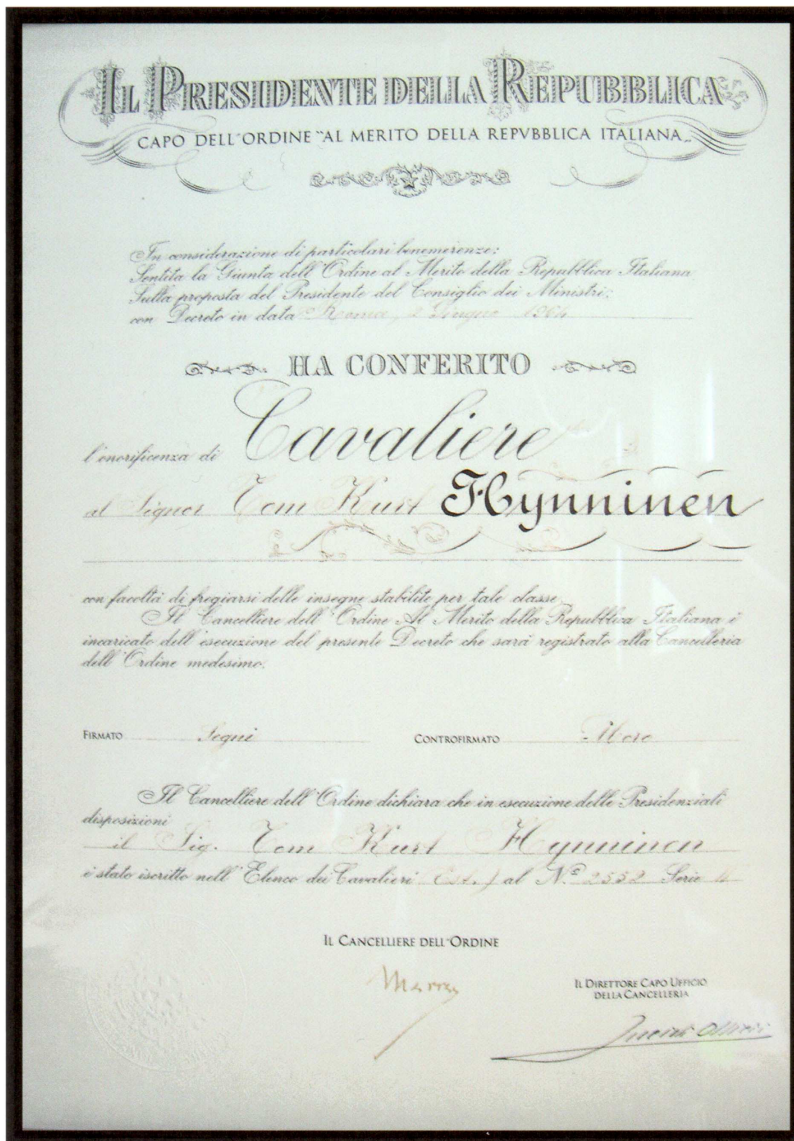 IL PRESIDENTE DELLA REPUBBLICA
CAPO DELL'ORDINE "AL MERITO DELLA REPVBBLICA ITALIANA„
In considerazione di particolari benemerenze;
Sentita la Giunta dell'Ordine al Merito della Repubblica Italiana
Sulla proposta del Presidente del Consiglio dei Ministri;
con Decreto in data Roma, 2 Giugno 1964
HA CONFERITO
l'onorificenza di Cavaliere
al Signor Tom Kurt Hynninen
con facoltà di fregiarsi delle insegne stabilite per tale classe.
Il Cancelliere dell'Ordine Al Merito della Repubblica Italiana è
incaricato dell'esecuzione del presente Decreto che sarà registrato alla Cancelleria
dell'Ordine medesimo.
FIRMATO Segni CONTROFIRMATO Moro
Il Cancelliere dell'Ordine dichiara che in esecuzione delle Presidenziali
disposizioni
il Sig. Tom Kurt Hynninen
è stato iscritto nell'Elenco dei Cavalieri (Est.) al N.º 2552 Serie II
IL CANCELLIERE DELL'ORDINE
IL DIRETTORE CAPO UFFICIO
DELLA CANCELLERIA